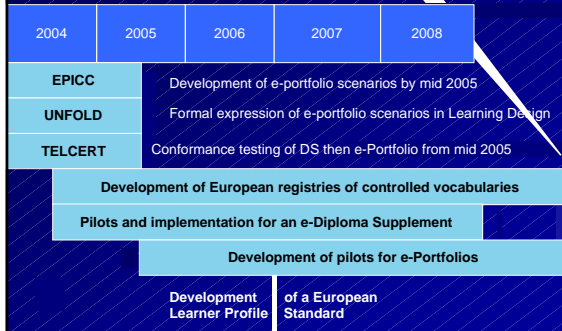 2004 2005 2006 2007 2008
EPICC Development of e-portfolio scenarios by mid 2005
UNFOLD Formal expression of e-portfolio scenarios in Learning Design
TELCERT Conformance testing of DS then e-Portfolio from mid 2005
Development of European registries of controlled vocabularies
Pilots and implementation for an e-Diploma Supplement
Development of pilots for e-Portfolios
Development of a European
Learner Profile Standard